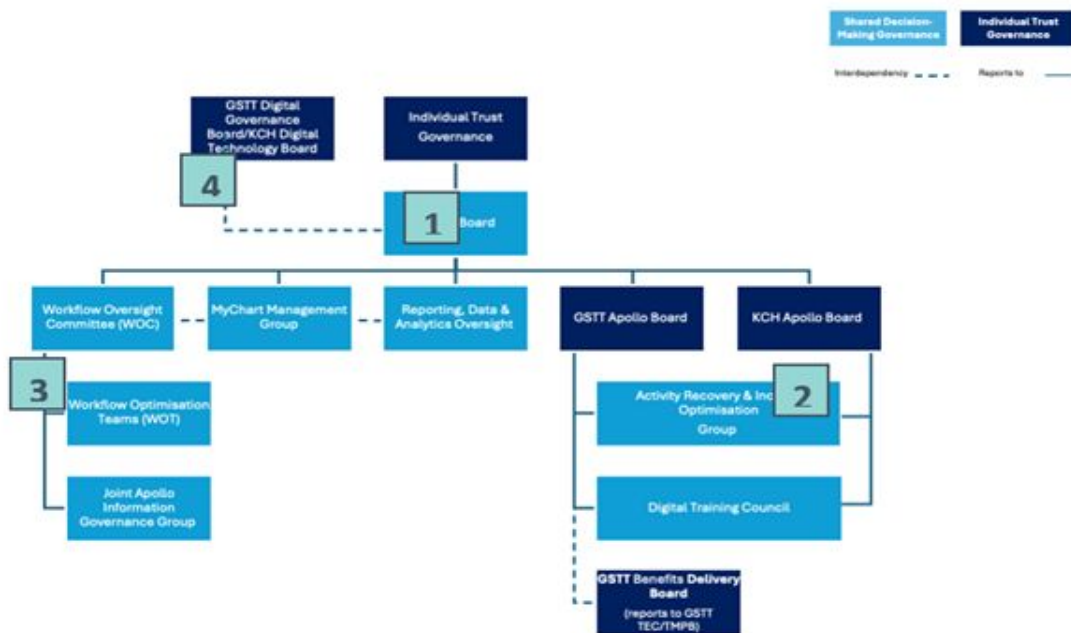 Shared Decision-
Making Governance
Individual Trust
Governance
Interdependency
Reports to
GSTT Digital
Governance
Board/KCH Digital
Technology Board
Individual Trust
Governance
4
1
Board
Workflow Oversight
Committee (WOC)
MyChart Management
Group
Reporting, Data &
Analytics Oversight
GSTT Apollo Board
KCH Apollo Board
3
Workflow Optimisation
Teams (WOT)
2
Activity Recovery &
Optimisation
Group
Joint Apollo
Information
Governance Group
Digital Training Council
GSTT Benefits Delivery
Board
(reports to GSTT
TEC/TMPB)